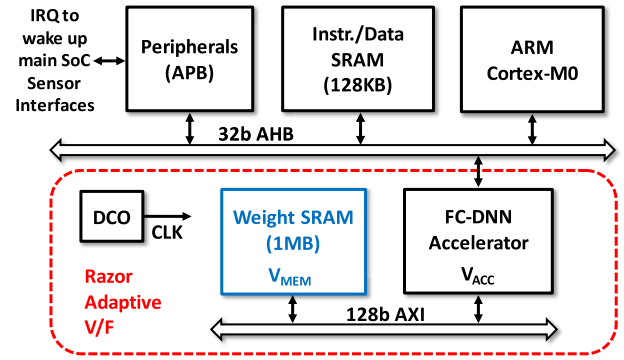 IRQ to
wake up
main SoC
Sensor
Interfaces
Peripherals
(APB)
Instr./Data
SRAM
(128KB)
ARM
Cortex-M0
32b AHB
DCO
CLK
Weight SRAM
(1MB)
VMEM
FC-DNN
Accelerator
VACC
Razor
Adaptive
V/F
128b AXI